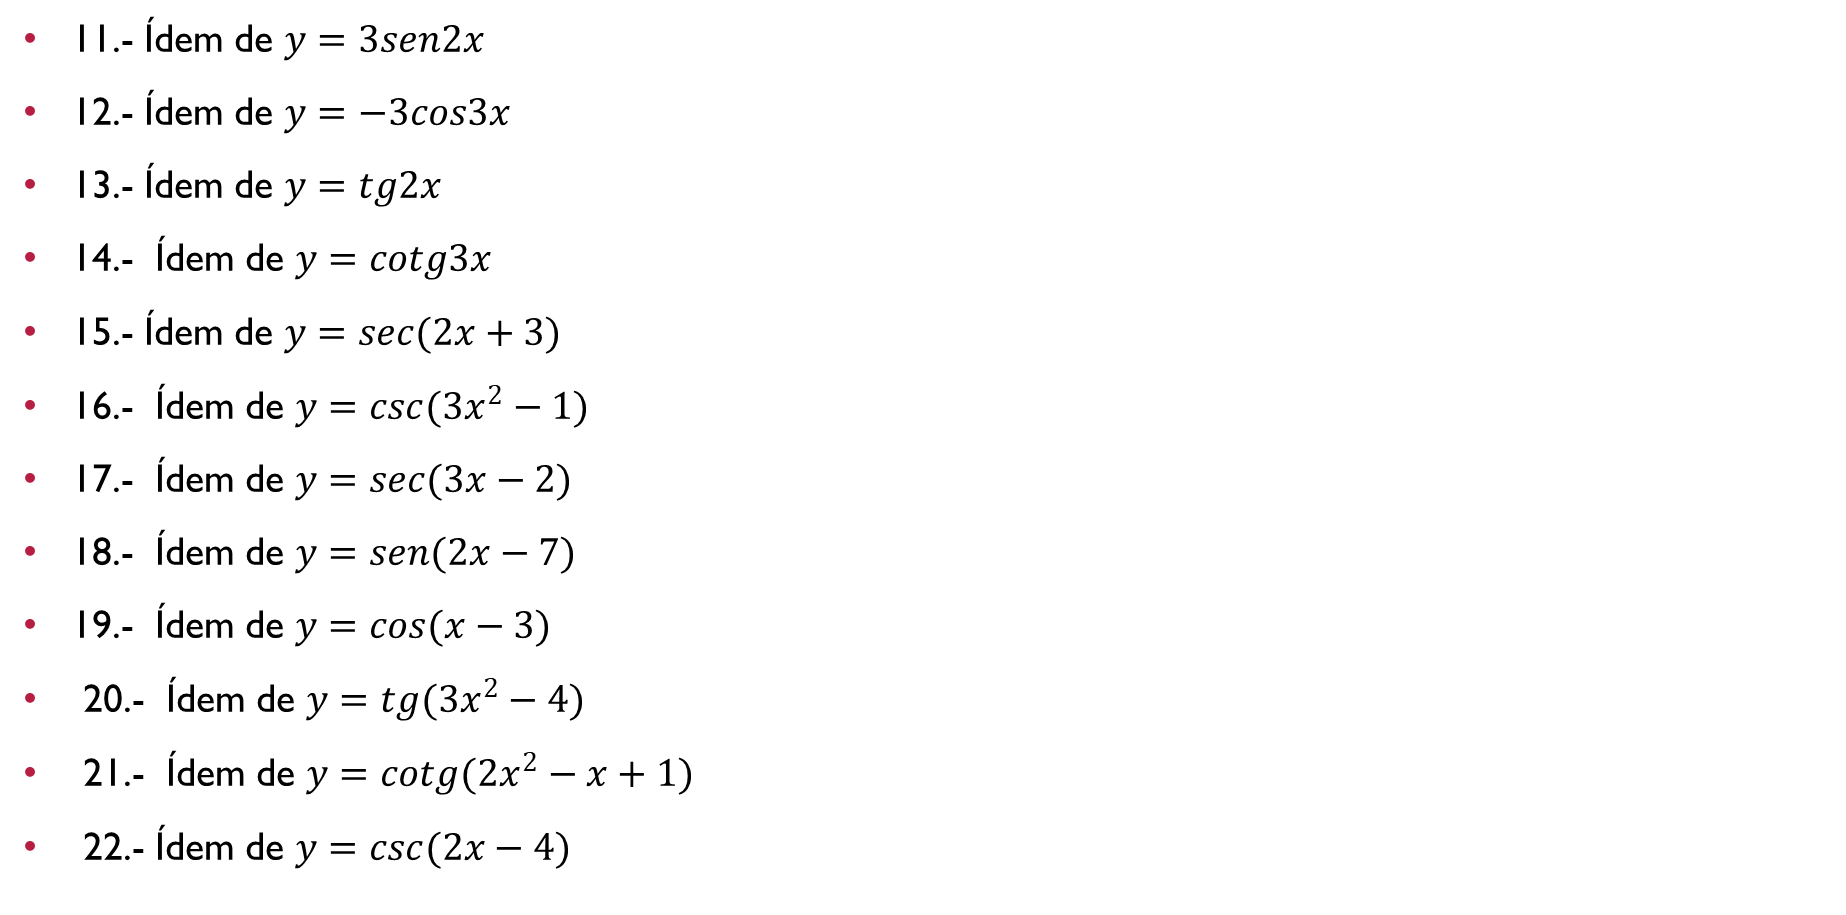 • 11.- Ídem de y = 3sen2x
• 12.- Ídem de y = −3cos3x
• 13.- Ídem de y = tg2x
• 14.- Ídem de y = cotg3x
• 15.- Ídem de y = sec(2x + 3)
• 16.- Ídem de y = csc(3x² − 1)
• 17.- Ídem de y = sec(3x − 2)
• 18.- Ídem de y = sen(2x − 7)
• 19.- Ídem de y = cos(x − 3)
• 20.- Ídem de y = tg(3x² − 4)
• 21.- Ídem de y = cotg(2x² − x + 1)
• 22.- Ídem de y = csc(2x − 4)